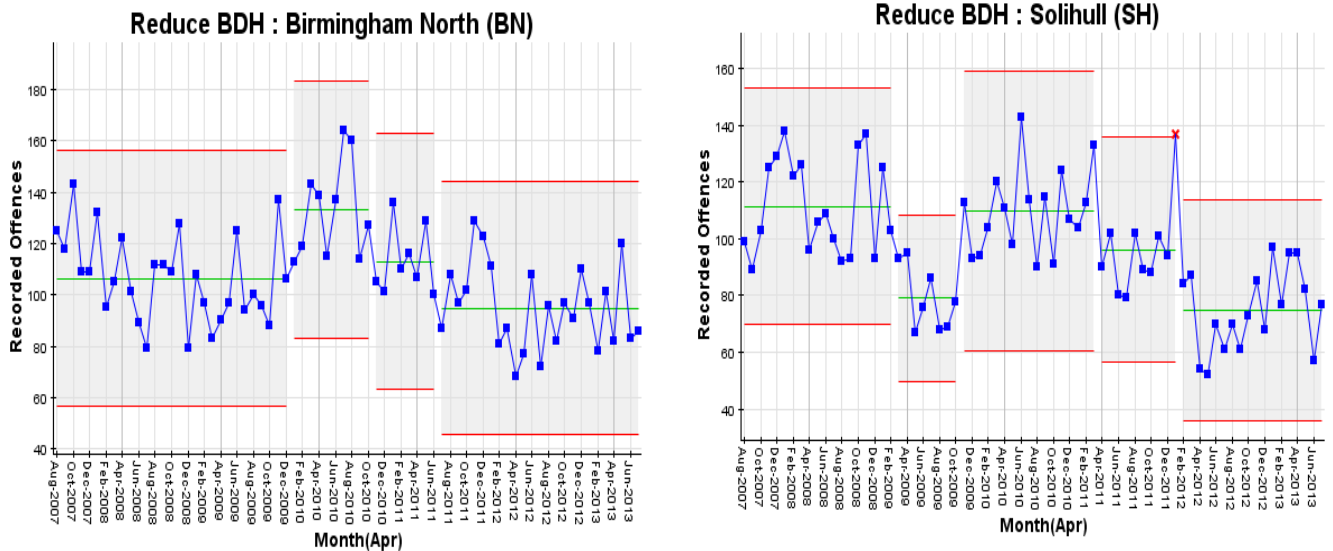 Reduce BDH : Birmingham North (BN)
Recorded Offences
180
160
140
120
100
80
60
40
Aug-2007
Oct-2007
Dec-2007
Feb-2008
Apr-2008
Jun-2008
Aug-2008
Oct-2008
Dec-2008
Feb-2009
Apr-2009
Jun-2009
Aug-2009
Oct-2009
Dec-2009
Feb-2010
Apr-2010
Jun-2010
Aug-2010
Oct-2010
Dec-2010
Feb-2011
Apr-2011
Jun-2011
Aug-2011
Oct-2011
Dec-2011
Feb-2012
Apr-2012
Jun-2012
Aug-2012
Oct-2012
Dec-2012
Feb-2013
Apr-2013
Jun-2013
Month(Apr)
Reduce BDH : Solihull (SH)
Recorded Offences
160
140
120
100
80
60
40
Aug-2007
Oct-2007
Dec-2007
Feb-2008
Apr-2008
Jun-2008
Aug-2008
Oct-2008
Dec-2008
Feb-2009
Apr-2009
Jun-2009
Aug-2009
Oct-2009
Dec-2009
Feb-2010
Apr-2010
Jun-2010
Aug-2010
Oct-2010
Dec-2010
Feb-2011
Apr-2011
Jun-2011
Aug-2011
Oct-2011
Dec-2011
Feb-2012
Apr-2012
Jun-2012
Aug-2012
Oct-2012
Dec-2012
Feb-2013
Apr-2013
Jun-2013
Month(Apr)